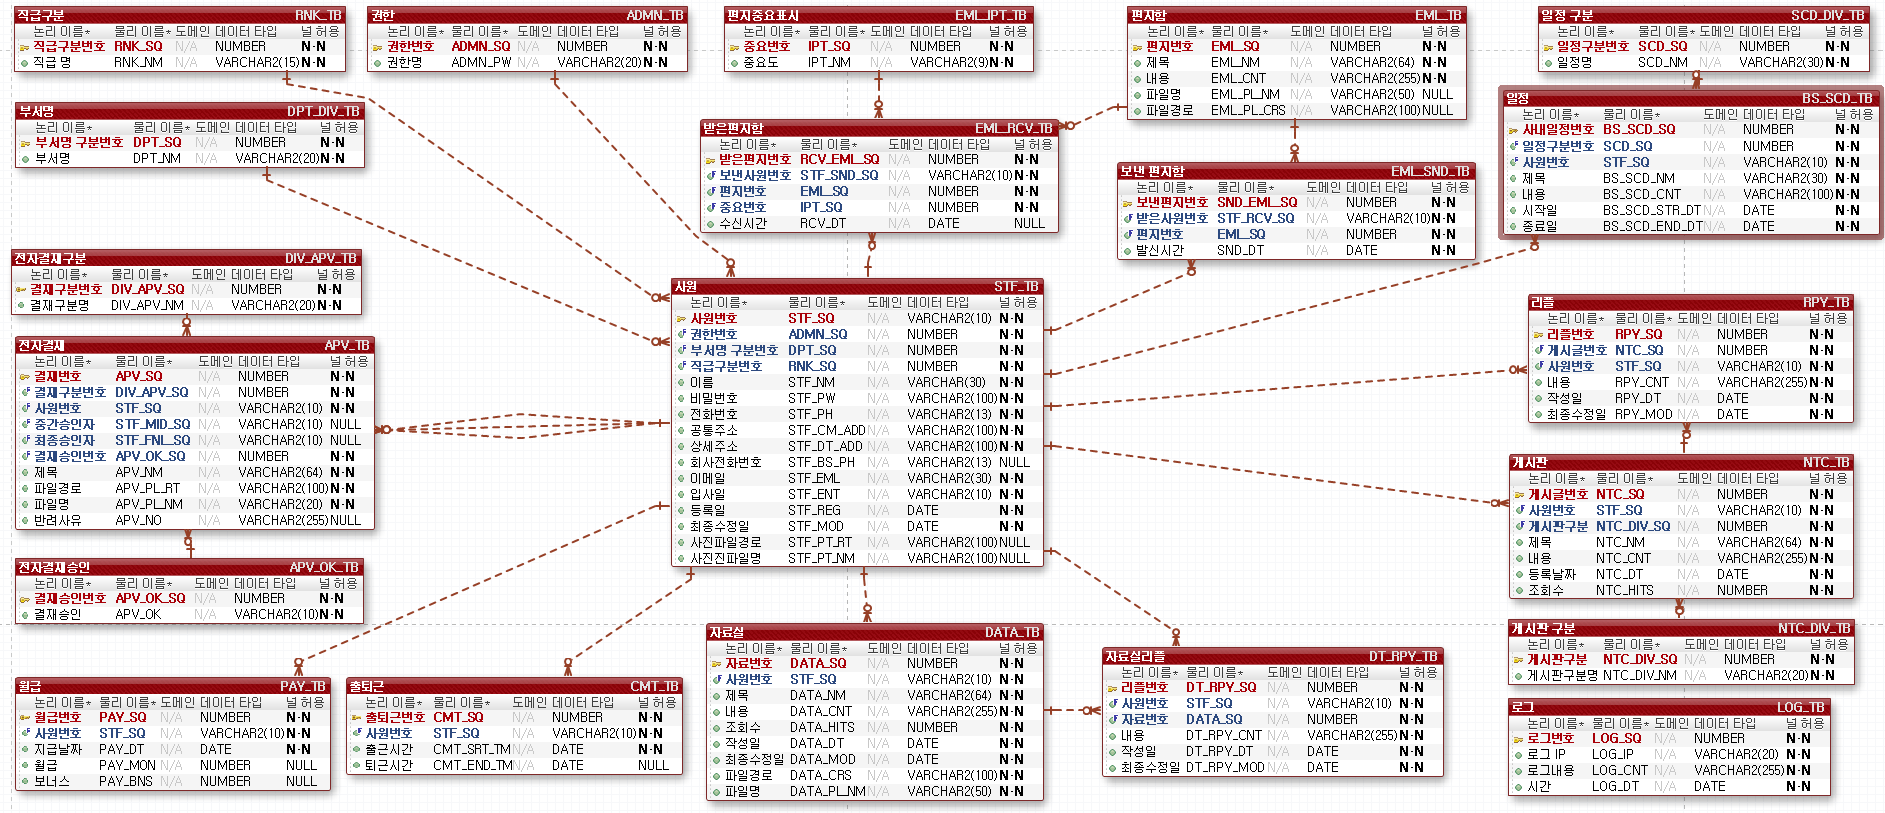 직급구분 RNK_TB
논리 이름* 물리 이름* 도메인 데이터 타입 널 허용
직급구분번호 RNK_SQ N/A NUMBER N-N
직급 명 RNK_NM N/A VARCHAR2(15) N-N
권한 ADMN_TB
논리 이름* 물리 이름* 도메인 데이터 타입 널 허용
권한번호 ADMN_SQ N/A NUMBER N-N
권한명 ADMN_PW N/A VARCHAR2(20) N-N
편지중요표시 EML_IPT_TB
논리 이름* 물리 이름* 도메인 데이터 타입 널 허용
중요번호 IPT_SQ N/A NUMBER N-N
중요도 IPT_NM N/A VARCHAR2(9) N-N
편지함 EML_TB
논리 이름* 물리 이름* 도메인 데이터 타입 널 허용
편지번호 EML_SQ N/A NUMBER N-N
제목 EML_NM N/A VARCHAR2(64) N-N
내용 EML_CNT N/A VARCHAR2(255) N-N
파일명 EML_PL_NM N/A VARCHAR2(50) NULL
파일경로 EML_PL_CRS N/A VARCHAR2(100) NULL
일정 구분 SCD_DIV_TB
논리 이름* 물리 이름* 도메인 데이터 타입 널 허용
일정구분번호 SCD_SQ N/A NUMBER N-N
일정명 SCD_NM N/A VARCHAR2(30) N-N
부서명 DPT_DIV_TB
논리 이름* 물리 이름* 도메인 데이터 타입 널 허용
부서명 구분번호 DPT_SQ N/A NUMBER N-N
부서명 DPT_NM N/A VARCHAR2(20) N-N
받은편지함 EML_RCV_TB
논리 이름* 물리 이름* 도메인 데이터 타입 널 허용
받은편지번호 RCV_EML_SQ N/A NUMBER N-N
보낸사원번호 STF_SND_SQ N/A VARCHAR2(10) N-N
편지번호 EML_SQ N/A NUMBER N-N
중요번호 IPT_SQ N/A NUMBER N-N
수신시간 RCV_DT N/A DATE NULL
보낸 편지함 EML_SND_TB
논리 이름* 물리 이름* 도메인 데이터 타입 널 허용
보낸편지번호 SND_EML_SQ N/A NUMBER N-N
받은사원번호 STF_RCV_SQ N/A VARCHAR2(10) N-N
편지번호 EML_SQ N/A NUMBER N-N
발신시간 SND_DT N/A DATE N-N
일정 BS_SCD_TB
논리 이름* 물리 이름* 도메인 데이터 타입 널 허용
사내일정번호 BS_SCD_SQ N/A NUMBER N-N
일정구분번호 SCD_SQ N/A NUMBER N-N
사원번호 STF_SQ N/A VARCHAR2(10) N-N
제목 BS_SCD_NM N/A VARCHAR2(30) N-N
내용 BS_SCD_CNT N/A VARCHAR2(100) N-N
시작일 BS_SCD_STR_DT N/A DATE N-N
종료일 BS_SCD_END_DT N/A DATE N-N
전자결재구분 DIV_APV_TB
논리 이름* 물리 이름* 도메인 데이터 타입 널 허용
결재구분번호 DIV_APV_SQ N/A NUMBER N-N
결재구분명 DIV_APV_NM N/A VARCHAR2(20) N-N
전자결재 APV_TB
논리 이름* 물리 이름* 도메인 데이터 타입 널 허용
결재번호 APV_SQ N/A NUMBER N-N
결재구분번호 DIV_APV_SQ N/A NUMBER N-N
사원번호 STF_SQ N/A VARCHAR2(10) N-N
중간승인자 STF_MID_SQ N/A VARCHAR2(10) NULL
최종승인자 STF_FNL_SQ N/A VARCHAR2(10) NULL
결재승인번호 APV_OK_SQ N/A NUMBER N-N
제목 APV_NM N/A VARCHAR2(64) N-N
파일경로 APV_PL_RT N/A VARCHAR2(100) N-N
파일명 APV_PL_NM N/A VARCHAR2(20) N-N
반려사유 APV_NO N/A VARCHAR2(255) NULL
전자결재승인 APV_OK_TB
논리 이름* 물리 이름* 도메인 데이터 타입 널 허용
결재승인번호 APV_OK_SQ N/A NUMBER N-N
결재승인 APV_OK N/A VARCHAR2(10) N-N
사원 STF_TB
논리 이름* 물리 이름* 도메인 데이터 타입 널 허용
사원번호 STF_SQ N/A VARCHAR2(10) N-N
권한번호 ADMN_SQ N/A NUMBER N-N
부서명 구분번호 DPT_SQ N/A NUMBER N-N
직급구분번호 RNK_SQ N/A NUMBER N-N
이름 STF_NM N/A VARCHAR(30) N-N
비밀번호 STF_PW N/A VARCHAR2(100) N-N
전화번호 STF_PH N/A VARCHAR2(13) N-N
공통주소 STF_CM_ADD N/A VARCHAR2(100) N-N
상세주소 STF_DT_ADD N/A VARCHAR2(100) N-N
회사전화번호 STF_BS_PH N/A VARCHAR2(13) NULL
이메일 STF_EML N/A VARCHAR2(30) N-N
입사일 STF_ENT N/A VARCHAR2(10) N-N
등록일 STF_REG N/A DATE N-N
최종수정일 STF_MOD N/A DATE N-N
사진파일경로 STF_PT_RT N/A VARCHAR2(100) NULL
사진진파일명 STF_PT_NM N/A VARCHAR2(100) NULL
리플 RPY_TB
논리 이름* 물리 이름* 도메인 데이터 타입 널 허용
리플번호 RPY_SQ N/A NUMBER N-N
게시글번호 NTC_SQ N/A NUMBER N-N
사원번호 STF_SQ N/A VARCHAR2(10) N-N
내용 RPY_CNT N/A VARCHAR2(255) N-N
작성일 RPY_DT N/A DATE N-N
최종수정일 RPY_MOD N/A DATE N-N
게시판 NTC_TB
논리 이름* 물리 이름* 도메인 데이터 타입 널 허용
게시글번호 NTC_SQ N/A NUMBER N-N
사원번호 STF_SQ N/A VARCHAR2(10) N-N
게시판구분 NTC_DIV_SQ N/A NUMBER N-N
제목 NTC_NM N/A VARCHAR2(64) N-N
내용 NTC_CNT N/A VARCHAR2(255) N-N
등록날짜 NTC_DT N/A DATE N-N
조회수 NTC_HITS N/A NUMBER N-N
게시판 구분 NTC_DIV_TB
논리 이름* 물리 이름* 도메인 데이터 타입 널 허용
게시판구분 NTC_DIV_SQ N/A NUMBER N-N
게시판구분명 NTC_DIV_NM N/A VARCHAR2(20) N-N
월급 PAY_TB
논리 이름* 물리 이름* 도메인 데이터 타입 널 허용
월급번호 PAY_SQ N/A NUMBER N-N
사원번호 STF_SQ N/A VARCHAR2(10) N-N
지급날짜 PAY_DT N/A DATE N-N
월급 PAY_MON N/A NUMBER NULL
보너스 PAY_BNS N/A NUMBER NULL
출퇴근 CMT_TB
논리 이름* 물리 이름* 도메인 데이터 타입 널 허용
출퇴근번호 CMT_SQ N/A NUMBER N-N
사원번호 STF_SQ N/A VARCHAR2(10) N-N
출근시간 CMT_SRT_TM N/A DATE N-N
퇴근시간 CMT_END_TM N/A DATE NULL
자료실 DATA_TB
논리 이름* 물리 이름* 도메인 데이터 타입 널 허용
자료번호 DATA_SQ N/A NUMBER N-N
사원번호 STF_SQ N/A VARCHAR2(10) N-N
제목 DATA_NM N/A VARCHAR2(64) N-N
내용 DATA_CNT N/A VARCHAR2(255) N-N
조회수 DATA_HITS N/A NUMBER N-N
작성일 DATA_DT N/A DATE N-N
최종수정일 DATA_MOD N/A DATE N-N
파일경로 DATA_CRS N/A VARCHAR2(100) N-N
파일명 DATA_PL_NM N/A VARCHAR2(50) N-N
자료실리플 DT_RPY_TB
논리 이름* 물리 이름* 도메인 데이터 타입 널 허용
리플번호 DT_RPY_SQ N/A NUMBER N-N
사원번호 STF_SQ N/A VARCHAR2(10) N-N
자료번호 DATA_SQ N/A NUMBER N-N
내용 DT_RPY_CNT N/A VARCHAR2(255) N-N
작성일 DT_RPY_DT N/A DATE N-N
최종수정일 DT_RPY_MOD N/A DATE N-N
로그 LOG_TB
논리 이름* 물리 이름* 도메인 데이터 타입 널 허용
로그번호 LOG_SQ N/A NUMBER N-N
로그 IP LOG_IP N/A VARCHAR2(20) N-N
로그내용 LOG_CNT N/A VARCHAR2(255) N-N
시간 LOG_DT N/A DATE N-N